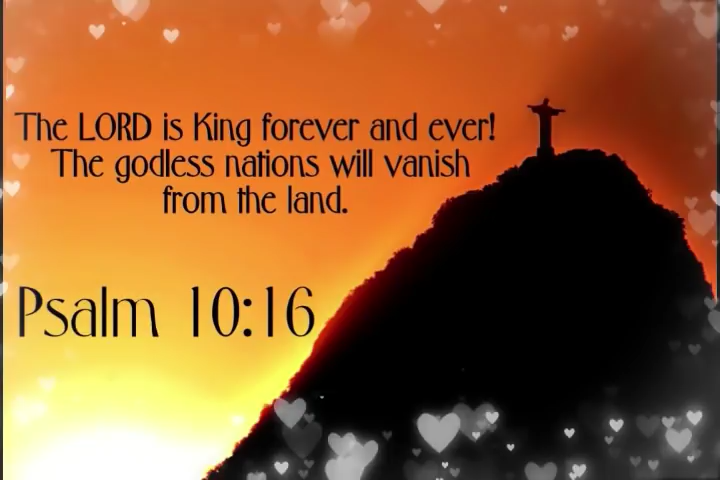 The LORD is King forever and ever!
The godless nations will vanish
from the land.
Psalm 10:16